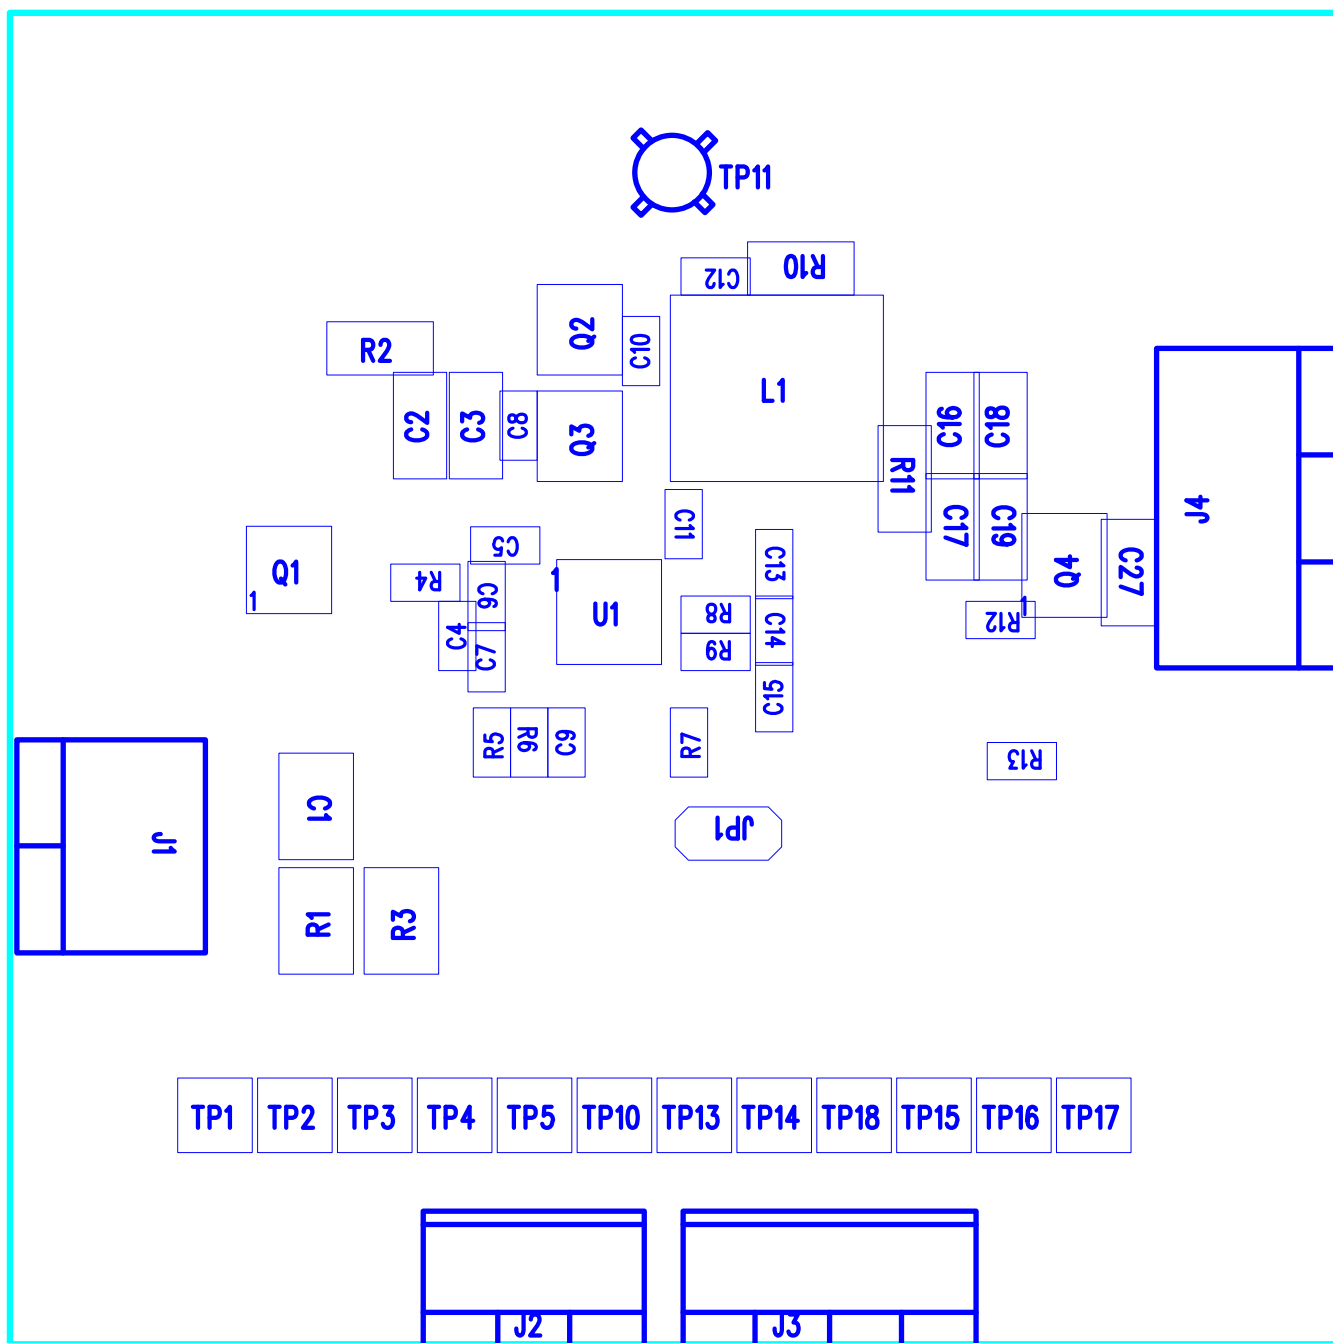 TP11
R10
C12
Q2
C10
R2
L1
C2
C3
C8
Q3
C16
C18
R11
J4
C11
C17
C19
C5
C13
Q4
C27
Q1
1
R4
C6
1
U1
R8
C14
1
R12
C4
C7
R9
C15
R5
R6
C9
R7
R13
C1
JP1
J1
R1
R3
TP1 TP2 TP3 TP4 TP5 TP10 TP13 TP14 TP18 TP15 TP16 TP17
J2
J3